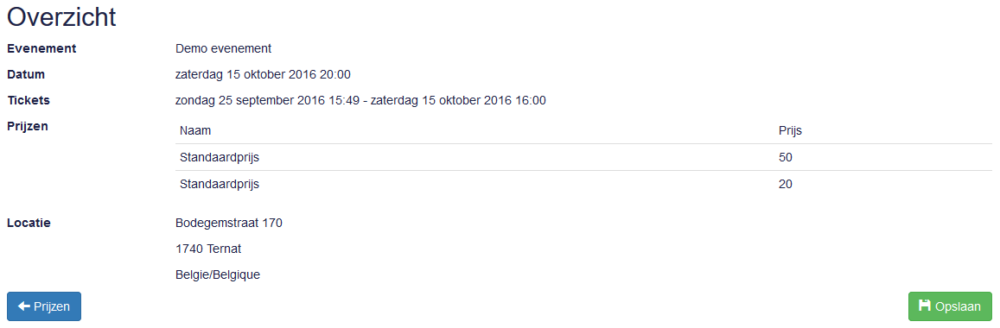 Overzicht
Evenement Demo evenement
Datum zaterdag 15 oktober 2016 20:00
Tickets zondag 25 september 2016 15:49 - zaterdag 15 oktober 2016 16:00
Prijzen Naam Prijs
Standaardprijs 50
Standaardprijs 20
Locatie Bodegemstraat 170
1740 Ternat
Belgie/Belgique
Prijzen Opslaan